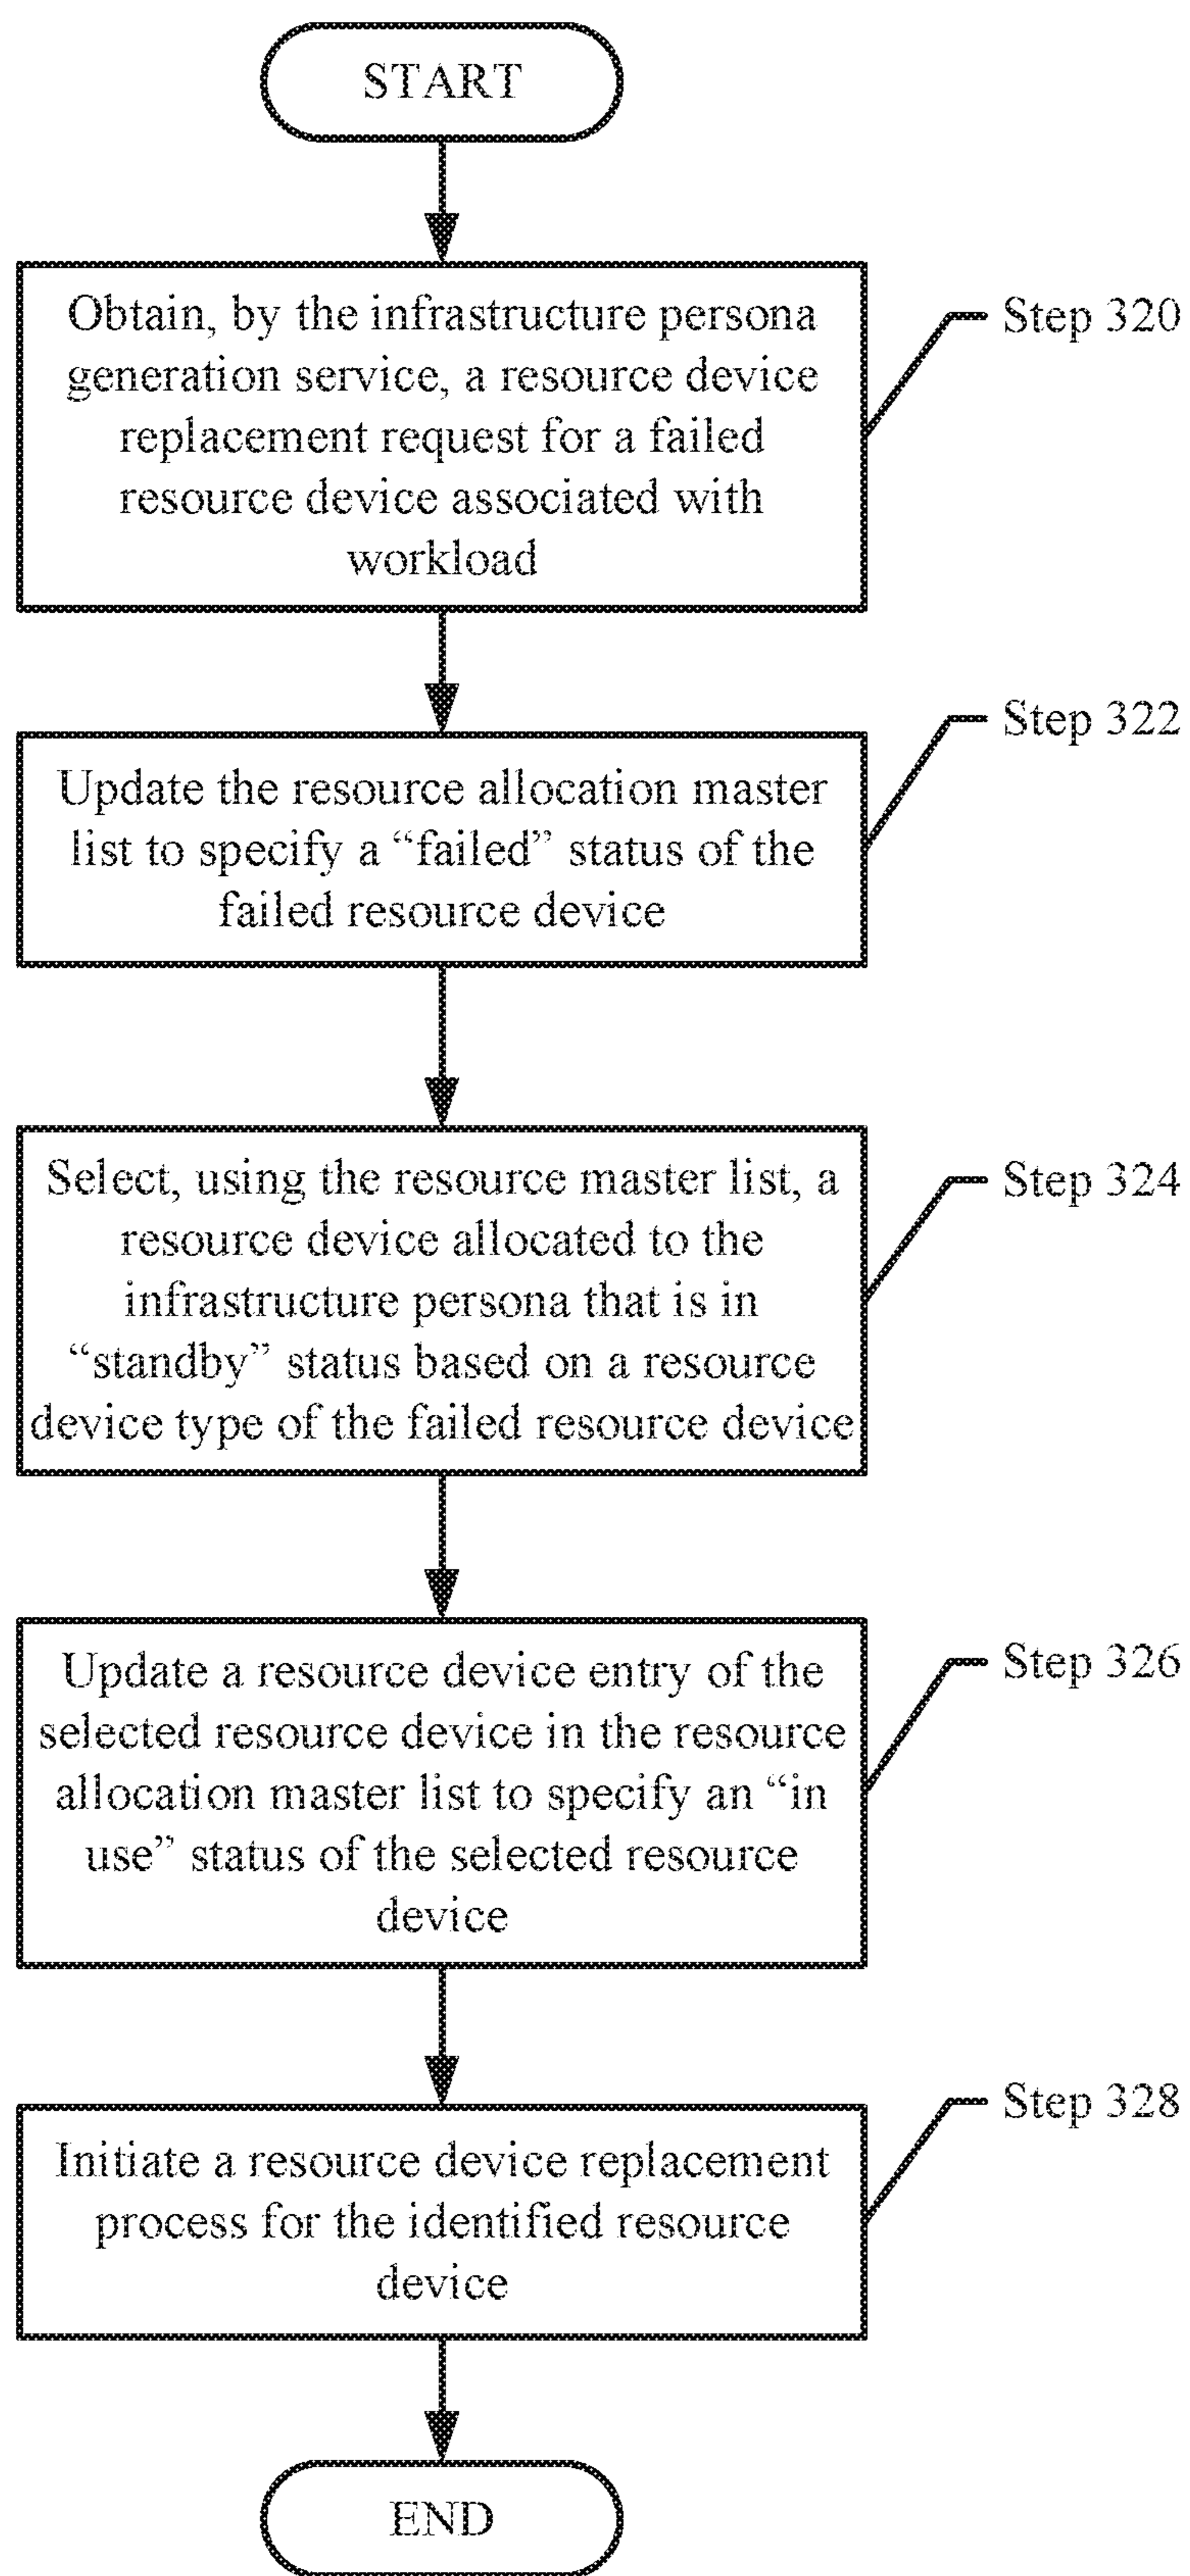 START
Obtain, by the infrastructure persona
generation service, a resource device
replacement request for a failed
resource device associated with
workload
Step 320
Update the resource allocation master
list to specify a “failed” status of the
failed resource device
Step 322
Select, using the resource master list, a
resource device allocated to the
infrastructure persona that is in
“standby” status based on a resource
device type of the failed resource device
Step 324
Update a resource device entry of the
selected resource device in the resource
allocation master list to specify an “in
use” status of the selected resource
device
Step 326
Initiate a resource device replacement
process for the identified resource
device
Step 328
END